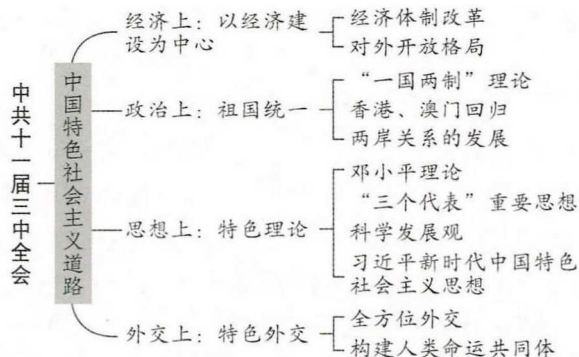 中共十一届三中全会
中国特色社会主义道路
经济上：以经济建
设为中心
经济体制改革
对外开放格局
政治上：祖国统一
“一国两制”理论
香港、澳门回归
两岸关系的发展
思想上：特色理论
邓小平理论
“三个代表”重要思想
科学发展观
习近平新时代中国特色
社会主义思想
外交上：特色外交
全方位外交
构建人类命运共同体